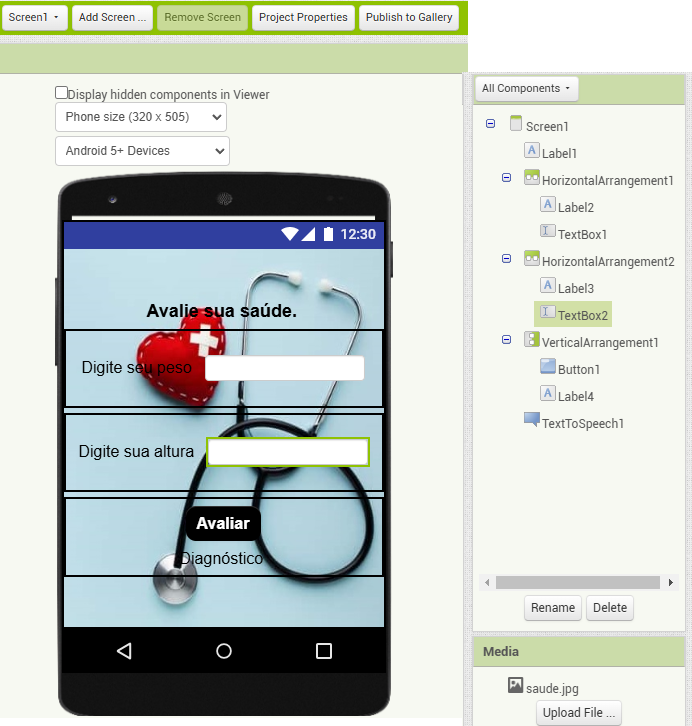 Screen1 Add Screen ... Remove Screen Project Properties Publish to Gallery
Display hidden components in Viewer
Phone size (320 x 505)
Android 5+ Devices
12:30
Avalie sua saúde.
Digite seu peso
Digite sua altura
Avaliar
Diagnóstico
All Components
Screen1
Label1
HorizontalArrangement1
Label2
TextBox1
HorizontalArrangement2
Label3
TextBox2
VerticalArrangement1
Button1
Label4
TextToSpeech1
Rename Delete
Media
saude.jpg
Upload File ...